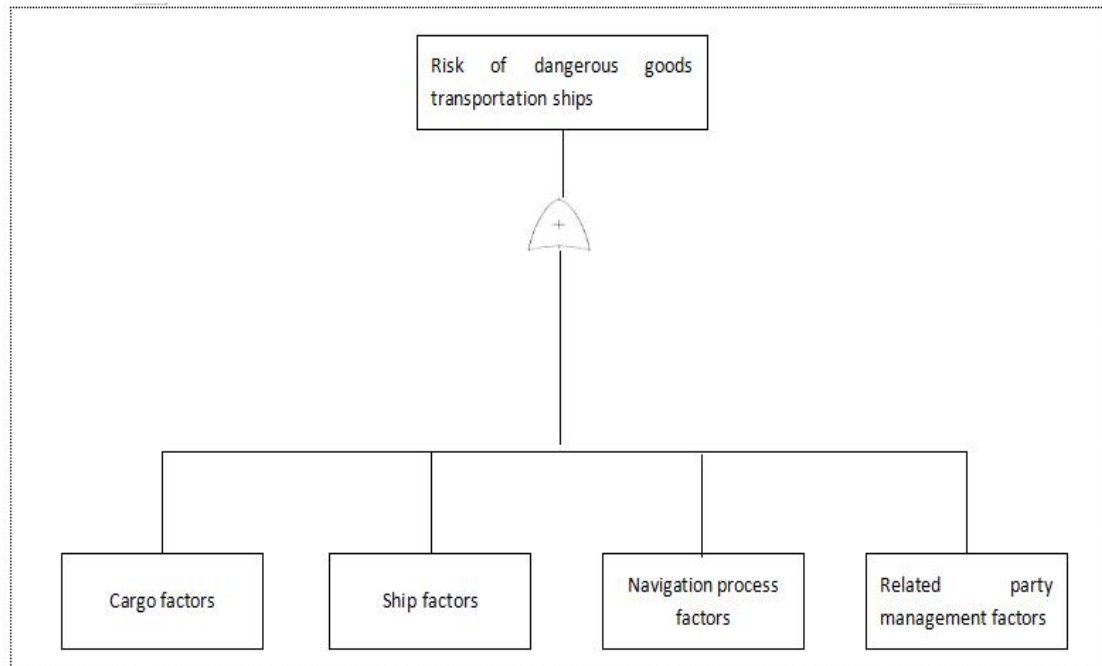 Risk of dangerous goods
transportation ships
+
Cargo factors
Ship factors
Navigation process
factors
Related party
management factors